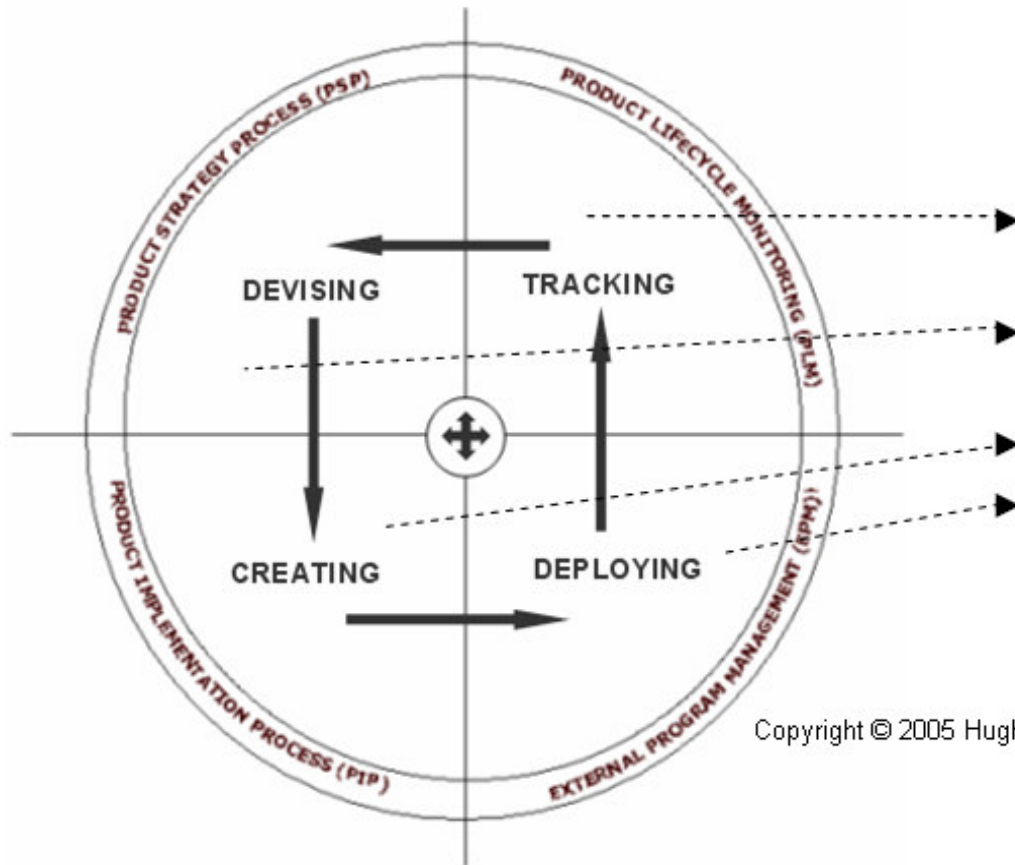 PRODUCT STRATEGY PROCESS (PSP)
PRODUCT LIFECYCLE MONITORING (PLM)
DEVISING
TRACKING
CREATING
DEPLOYING
PRODUCT IMPLEMENTATION PROCESS (PIP)
EXTERNAL PROGRAM MANAGEMENT (EPM)
Copyright © 2005 Hugh